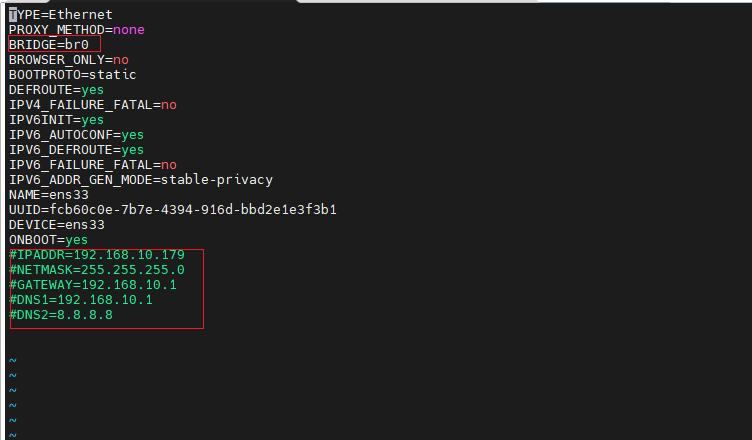 TYPE=Ethernet
PROXY_METHOD=none
BRIDGE=br0
BROWSER_ONLY=no
BOOTPROTO=static
DEFROUTE=yes
IPV4_FAILURE_FATAL=no
IPV6INIT=yes
IPV6_AUTOCONF=yes
IPV6_DEFROUTE=yes
IPV6_FAILURE_FATAL=no
IPV6_ADDR_GEN_MODE=stable-privacy
NAME=ens33
UUID=fcb60c0e-7b7e-4394-916d-bbd2e1e3f3b1
DEVICE=ens33
ONBOOT=yes
#IPADDR=192.168.10.179
#NETMASK=255.255.255.0
#GATEWAY=192.168.10.1
#DNS1=192.168.10.1
#DNS2=8.8.8.8
~
~
~
~
~
~